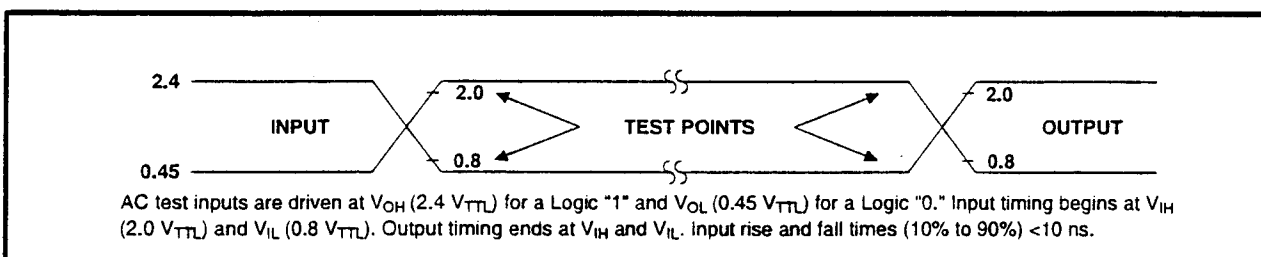 2.4
2.0
2.0
INPUT
TEST POINTS
OUTPUT
0.8
0.8
0.45
AC test inputs are driven at VOH (2.4 VTTL) for a Logic "1" and VOL (0.45 VTTL) for a Logic "0." Input timing begins at VIH
(2.0 VTTL) and VIL (0.8 VTTL). Output timing ends at VIH and VIL. Input rise and fall times (10% to 90%) <10 ns.